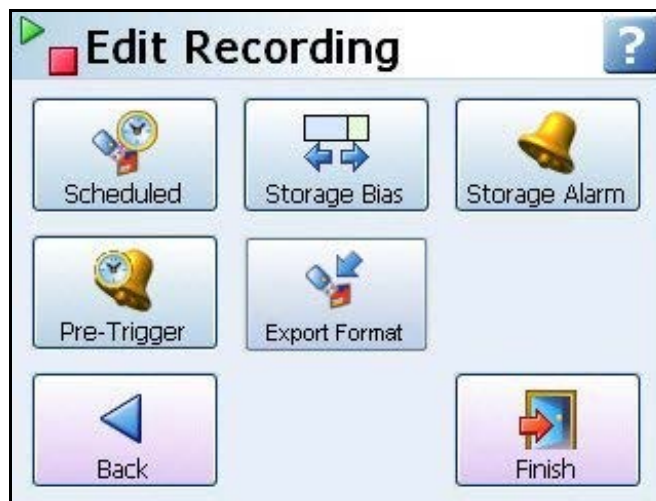 Edit Recording
?
Scheduled
Storage Bias
Storage Alarm
Pre-Trigger
Export Format
Back
Finish